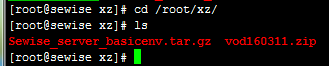 [root@sewise xz]# cd /root/xz/
[root@sewise xz]# ls
Sewise_server_basicenv.tar.gz  vod160311.zip
[root@sewise xz]#